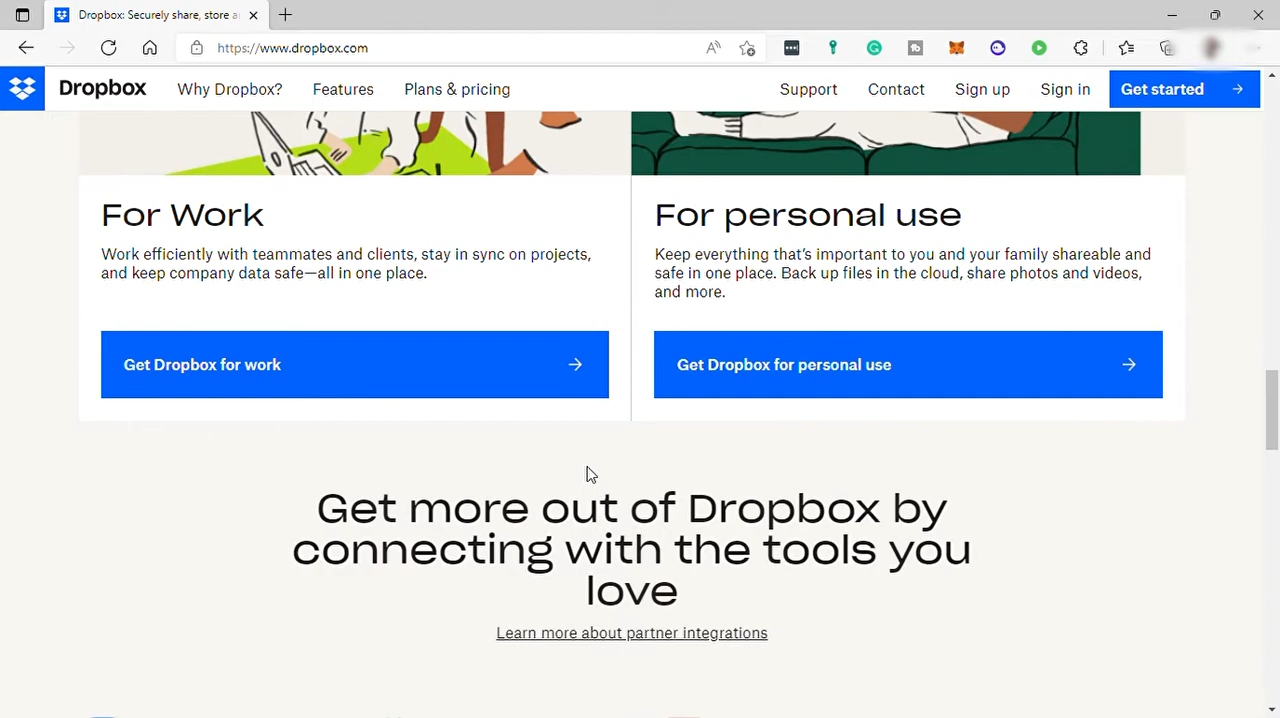 Dropbox: Securely share, store a
https://www.dropbox.com
Dropbox Why Dropbox? Features Plans & pricing Support Contact Sign up Sign in Get started
For Work
Work efficiently with teammates and clients, stay in sync on projects,
and keep company data safe—all in one place.
Get Dropbox for work
For personal use
Keep everything that's important to you and your family shareable and
safe in one place. Back up files in the cloud, share photos and videos,
and more.
Get Dropbox for personal use
Get more out of Dropbox by
connecting with the tools you
love
Learn more about partner integrations